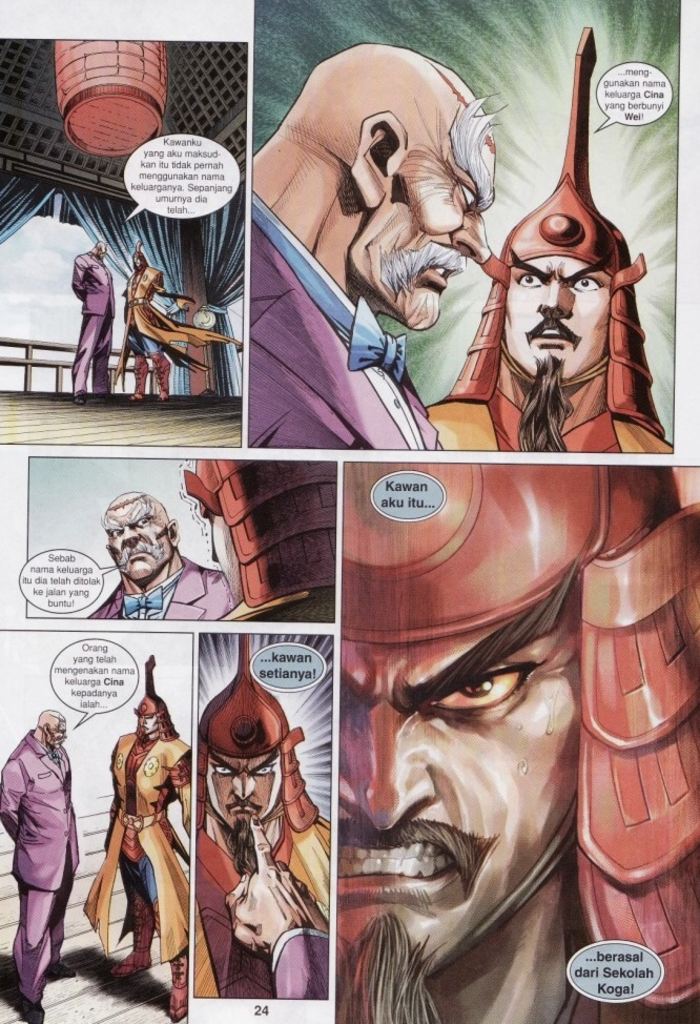 Kawanku
yang aku maksud-
kan itu tidak pernah
menggunakan nama
keluarganya. Sepanjang
umurnya dia
telah...
...meng-
gunakan nama
keluarga Cina
yang berbunyi
Wei!
Sebab
nama keluarga
itu dia telah ditolak
ke jalan yang
buntu!
Orang
yang telah
mengenakan nama
keluarga Cina
kepadanya
ialah...
...kawan
setianya!
Kawan
aku itu...
...berasal
dari Sekolah
Koga!
24